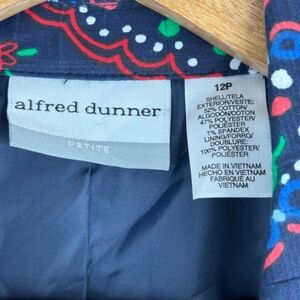 alfred dunner
PETITE
12P
SHELL/TELA
EXTERIOR/VESTE:
52% COTTON/
ALGODON/COTON
47% POLYESTER/
POLIESTER
1% SPANDEX
LINING/FORRO/
DOUBLURE:
100% POLYESTER/
POLIESTER
MADE IN VIETNAM
HECHO EN VIETNAM
FABRIQUE AU
VIETNAM